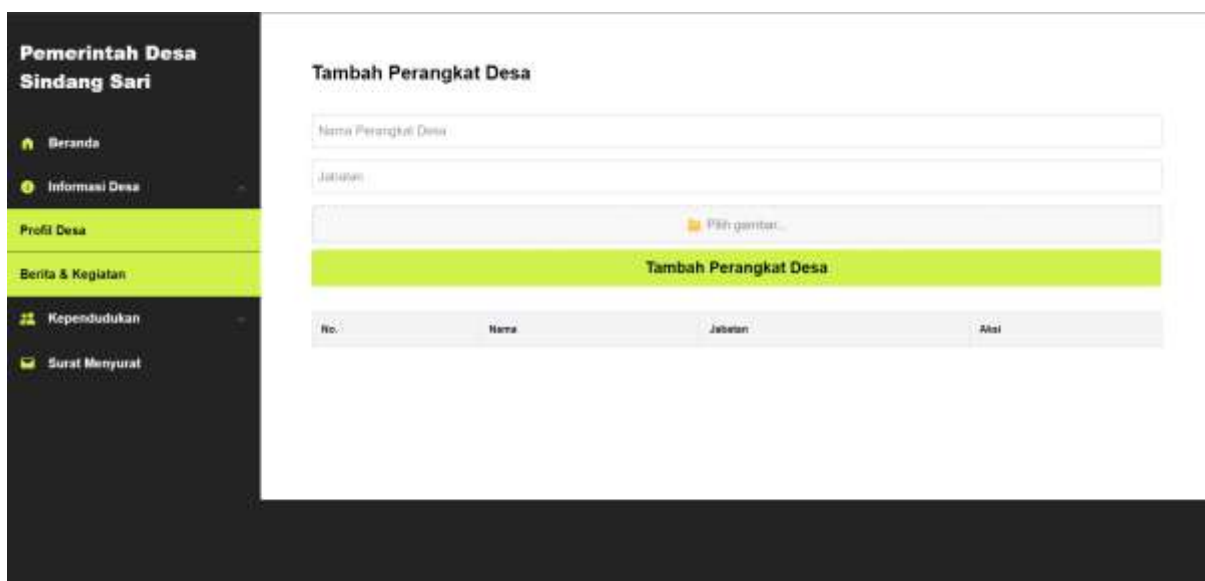 Pemerintah Desa
Sindang Sari
Beranda
Informasi Desa
Profil Desa
Berita & Kegiatan
Kependudukan
Surat Menyurat
Tambah Perangkat Desa
Nama Perangkat Desa
Jabatan
Pilih gambar...
Tambah Perangkat Desa
No. Nama Jabatan Aksi